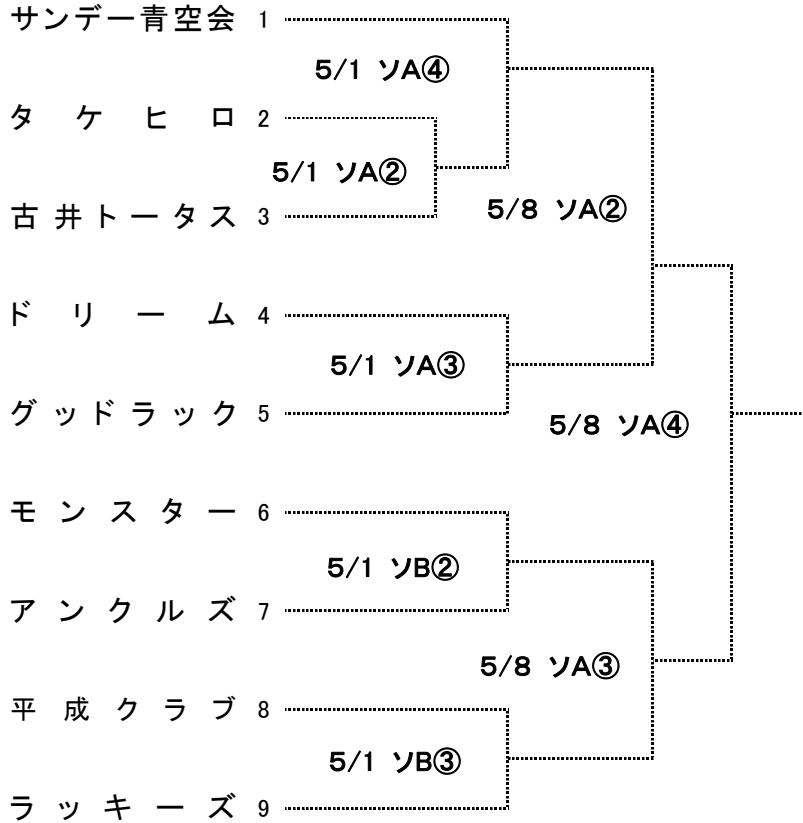 サンデー青空会 1
5/1 ソA④
タケヒロ 2
5/1 ソA②
古井トータス 3
5/8 ソA②
ドリーム 4
5/1 ソA③
グッドラック 5
5/8 ソA④
モンスター 6
5/1 ソB②
アンクルズ 7
5/8 ソA③
平成クラブ 8
5/1 ソB③
ラッキーズ 9